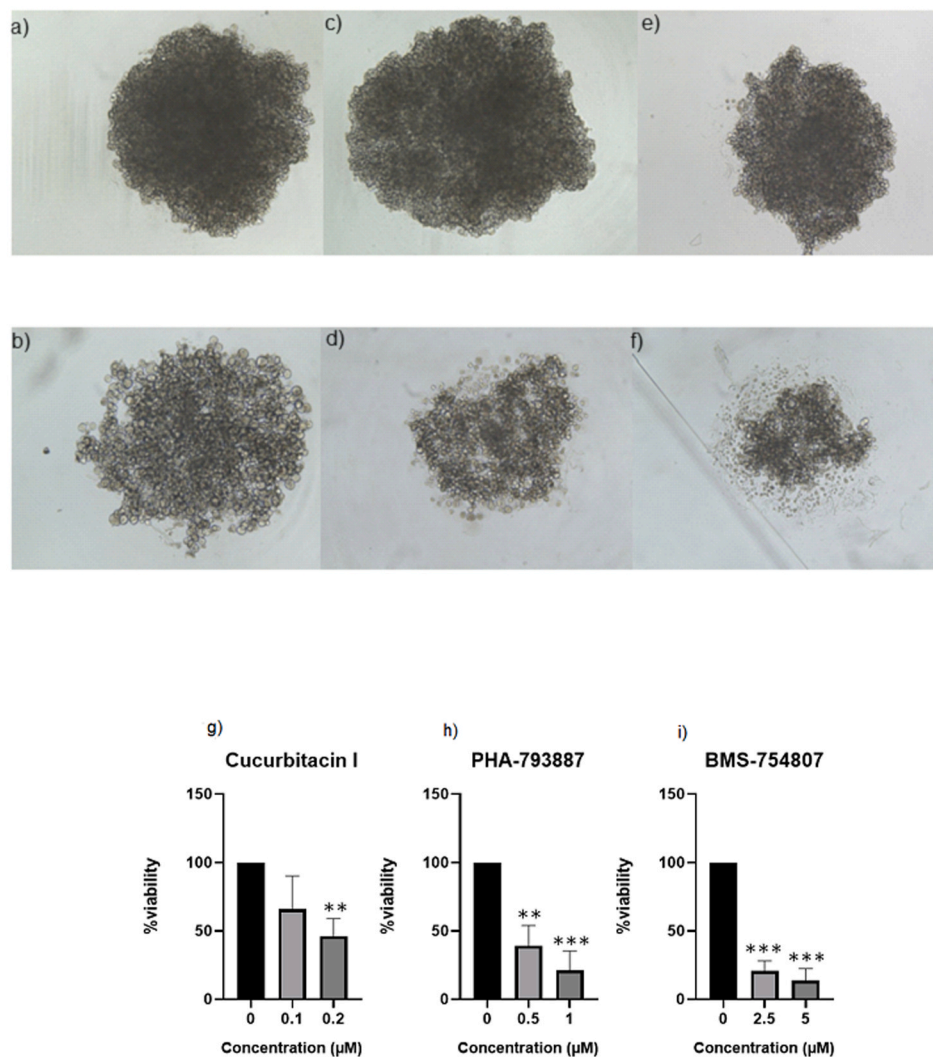 a)
c)
e)
b)
d)
f)
g)
h)
i)
Cucurbitacin I
PHA-793887
BMS-754807
150
100
50
0
%viability
**
0 0.1 0.2
Concentration (µM)
150
100
50
0
%viability
**
***
0 0.5 1
Concentration (µM)
150
100
50
0
%viability
***
***
0 2.5 5
Concentration (µM)